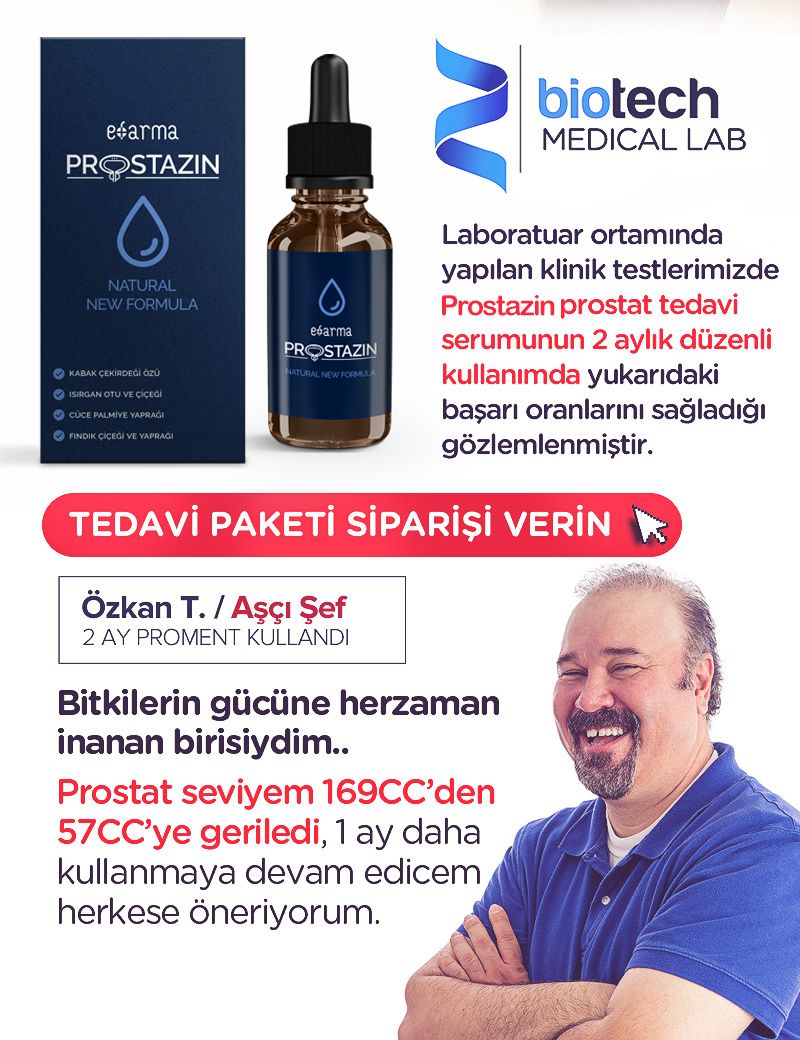 efarma
PROSTAZIN
NATURAL
NEW FORMULA
KABAK ÇEKİRDEĞİ ÖZÜ
ISIRGAN OTU VE ÇİÇEĞİ
CÜCE PALMİYE YAPRAĞI
FINDIK ÇİÇEĞİ VE YAPRAĞI
efarma
PROSTAZIN
NATURAL NEW FORMULA
biotech
MEDICAL LAB
Laboratuar ortamında
yapılan klinik testlerimizde
Prostazin prostat tedavi
serumunun 2 aylık düzenli
kullanımda yukarıdaki
başarı oranlarını sağladığı
gözlemlenmiştir.
TEDAVİ PAKETİ SİPARİŞİ VERİN
Özkan T. / Aşçı Şef
2 AY PROMENT KULLANDI
Bitkilerin gücüne herzaman
inanan birisiydim..
Prostat seviyem 169CC’den
57CC’ye geriledi, 1 ay daha
kullanmaya devam edicem
herkese öneriyorum.